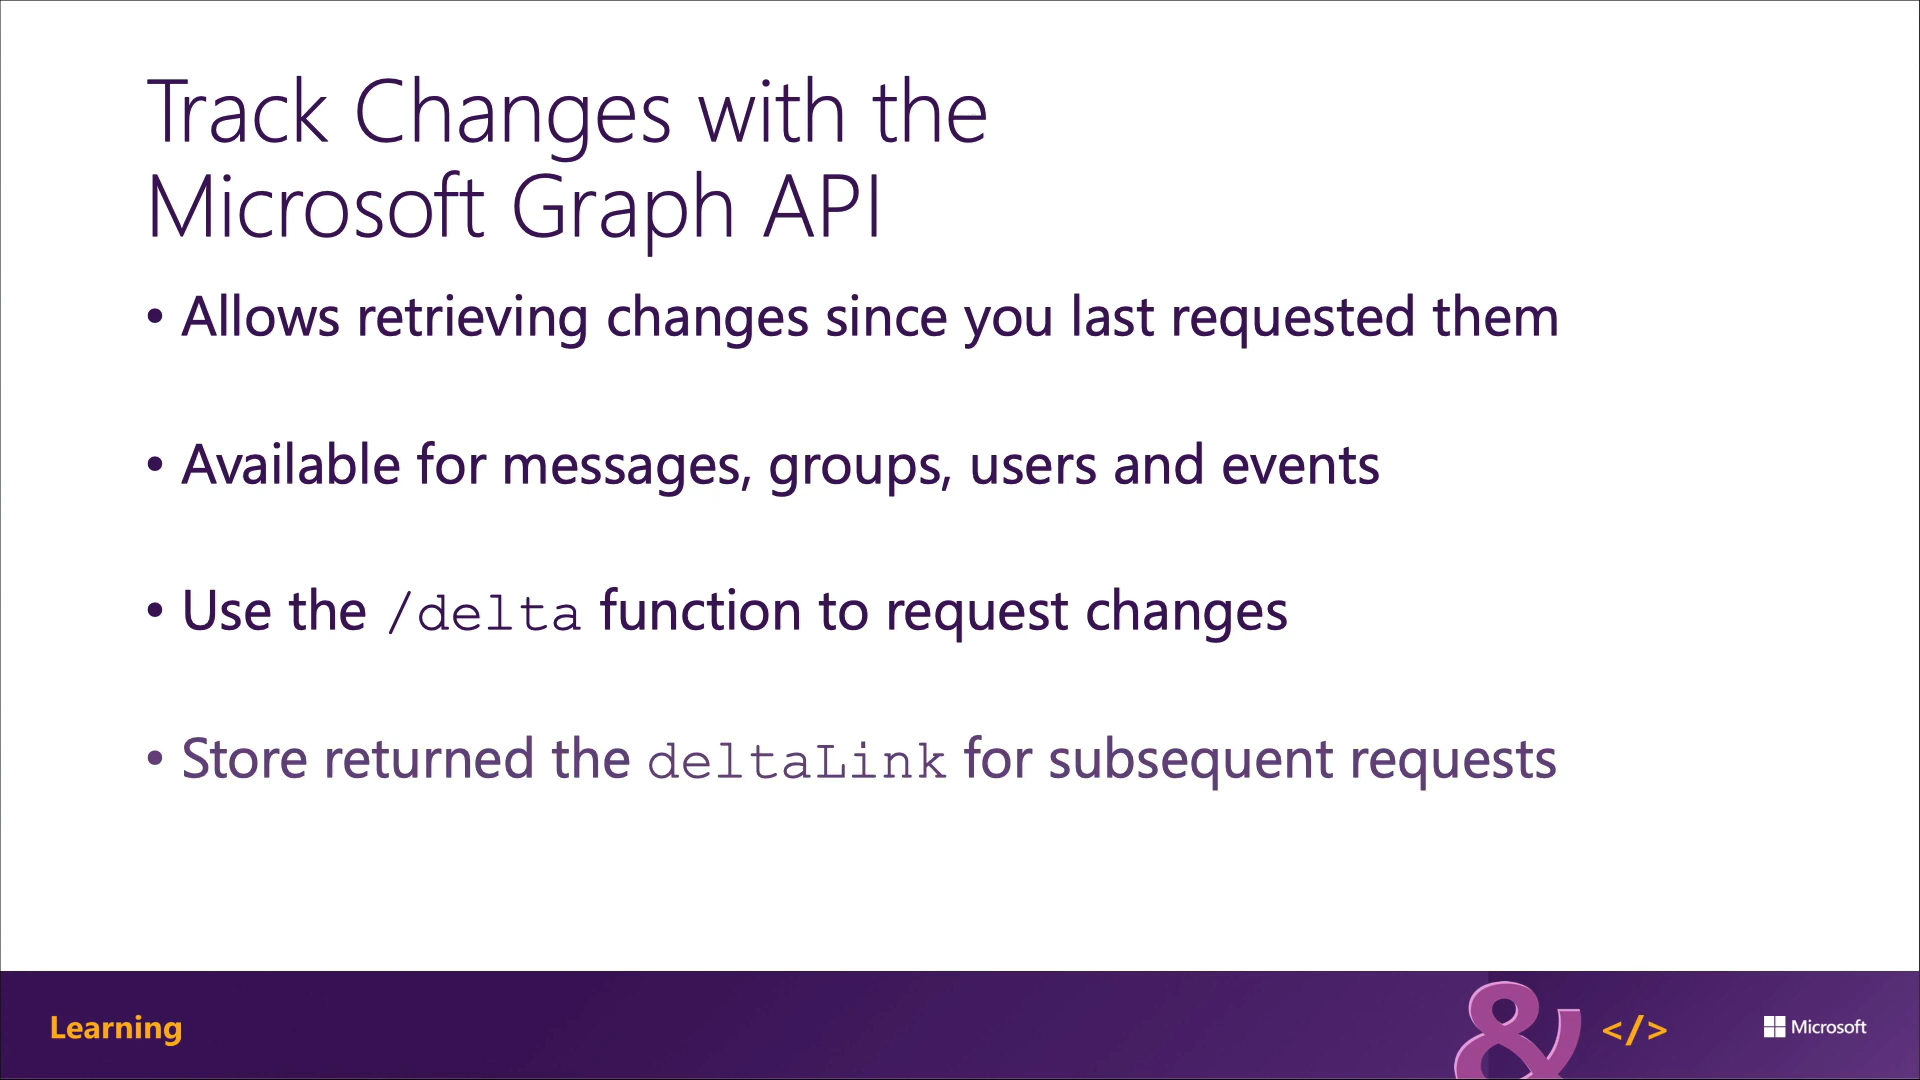 Track Changes with the
Microsoft Graph API
• Allows retrieving changes since you last requested them
• Available for messages, groups, users and events
• Use the /delta function to request changes
• Store returned the deltaLink for subsequent requests
Learning
& </>
Microsoft